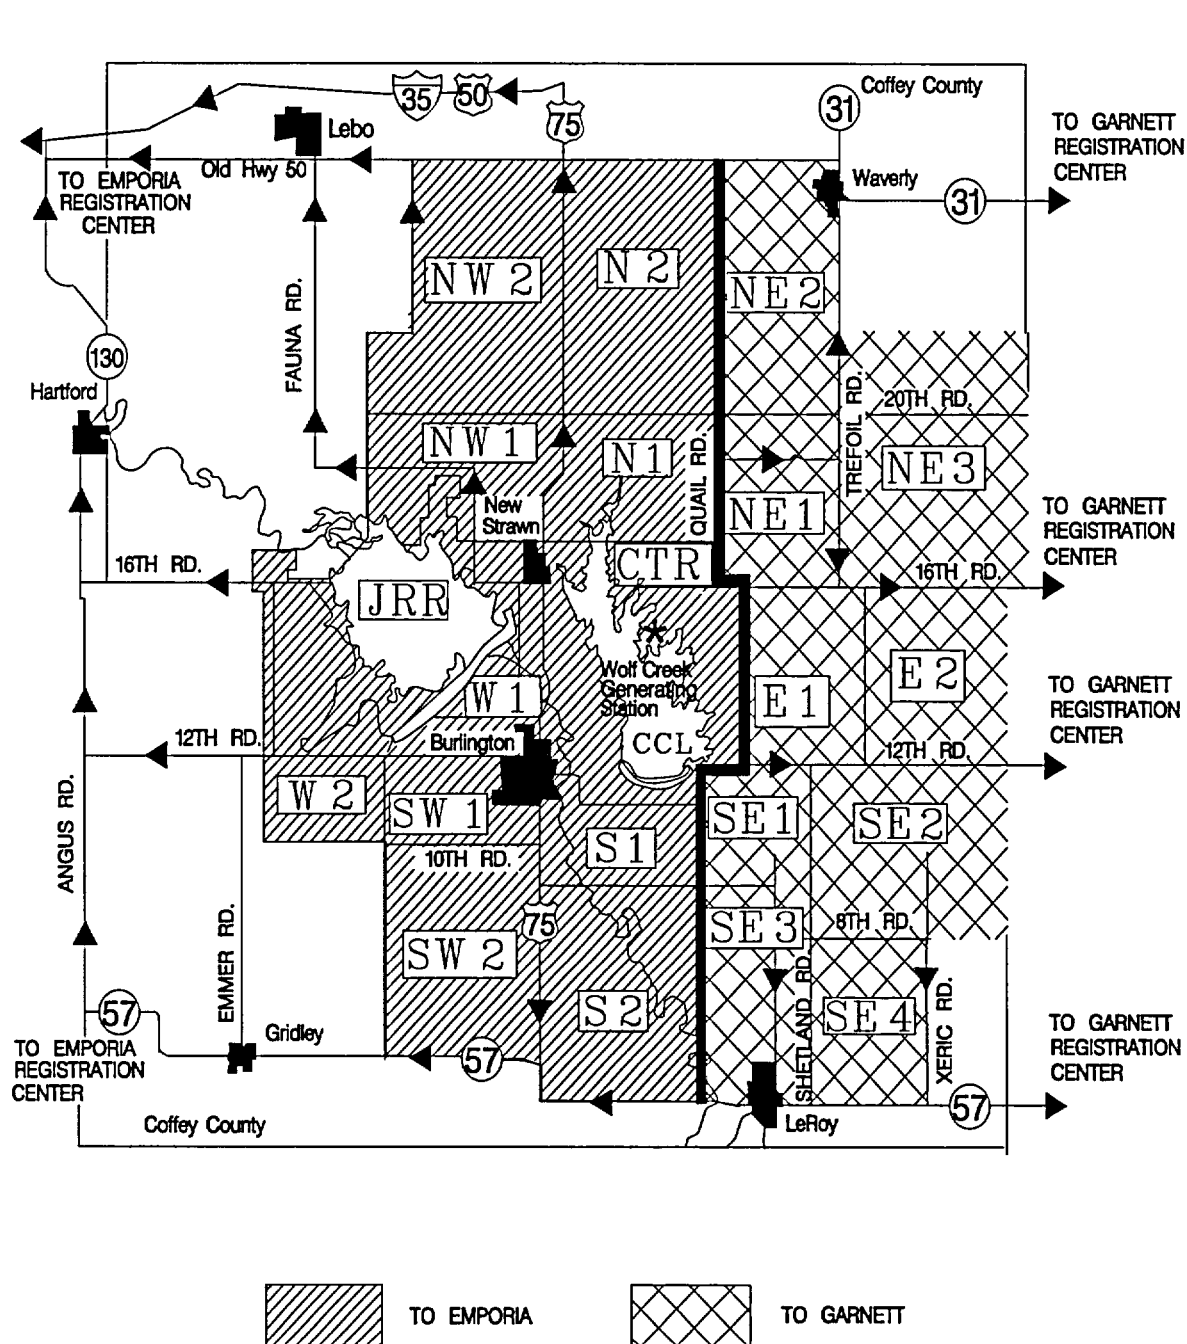 Coffey County
35
50
75
31
TO GARNETT
REGISTRATION
CENTER
Lebo
Old Hwy 50
TO EMPORIA
REGISTRATION
CENTER
Waverly
31
NW 2
N 2
NE 2
FAUNA RD.
130
Hartford
TREFOIL RD.
20TH RD.
NW 1
N 1
QUAIL RD.
NE 3
NE 1
New
Strawn
TO GARNETT
REGISTRATION
CENTER
16TH RD.
CTR
16TH RD.
JRR
*
Wolf Creek
Generating
Station
W 1
E 1
E 2
TO GARNETT
REGISTRATION
CENTER
12TH RD.
Burlington
CCL
12TH RD.
ANGUS RD.
W 2
SW 1
SE 1
SE 2
S 1
10TH RD.
75
SE 3
8TH RD.
EMMER RD.
SW 2
S 2
SHETLAND RD.
SE 4
XERIC RD.
57
Gridley
57
TO EMPORIA
REGISTRATION
CENTER
TO GARNETT
REGISTRATION
CENTER
57
Coffey County
LeRoy
TO EMPORIA
TO GARNETT